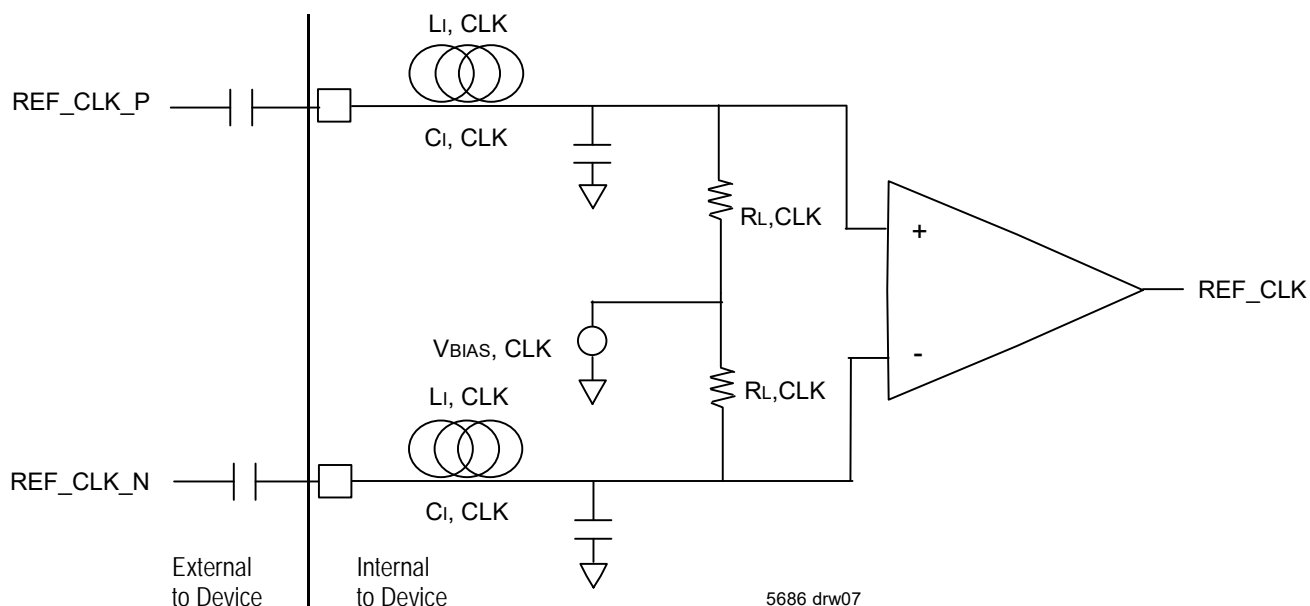 LI, CLK
REF_CLK_P
CI, CLK
RL,CLK
+
REF_CLK
VBIAS, CLK
-
RL,CLK
LI, CLK
REF_CLK_N
CI, CLK
External
to Device
Internal
to Device
5686 drw07